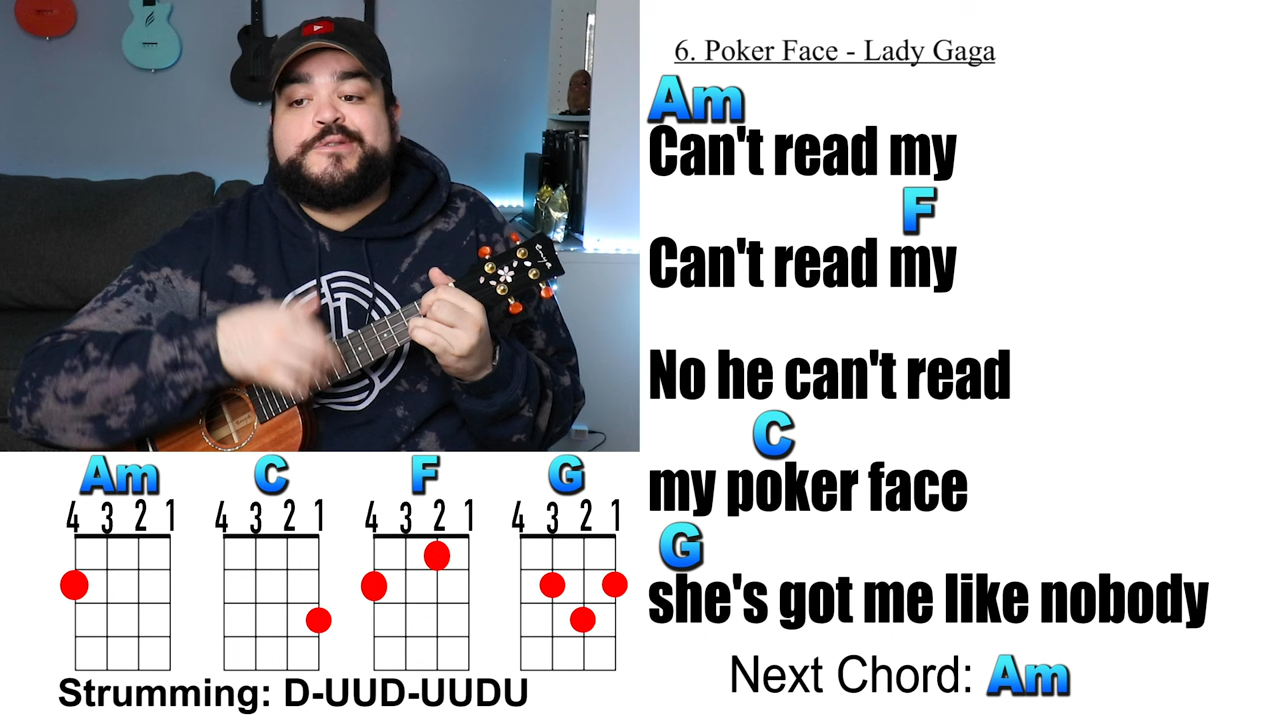 6. Poker Face - Lady Gaga
Am
Can't read my
F
Can't read my
No he can't read
C
my poker face
G
she's got me like nobody
Next Chord: Am
Am C F G
4 3 2 1 4 3 2 1 4 3 2 1 4 3 2 1
Strumming: D-UUD-UUDU
enya